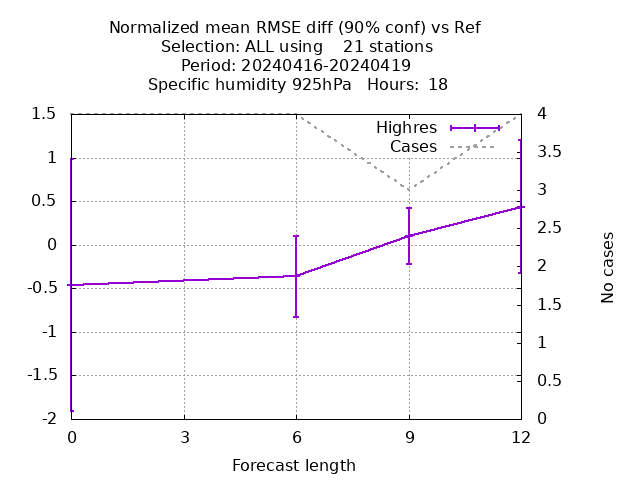 Normalized mean RMSE diff (90% conf) vs Ref
Selection: ALL using    21 stations
Period: 20240416-20240419
Specific humidity 925hPa   Hours:  18
Highres
Cases
1.5
1
0.5
0
-0.5
-1
-1.5
-2
4
3.5
3
2.5
2
1.5
1
0.5
0
No cases
0 3 6 9 12
Forecast length